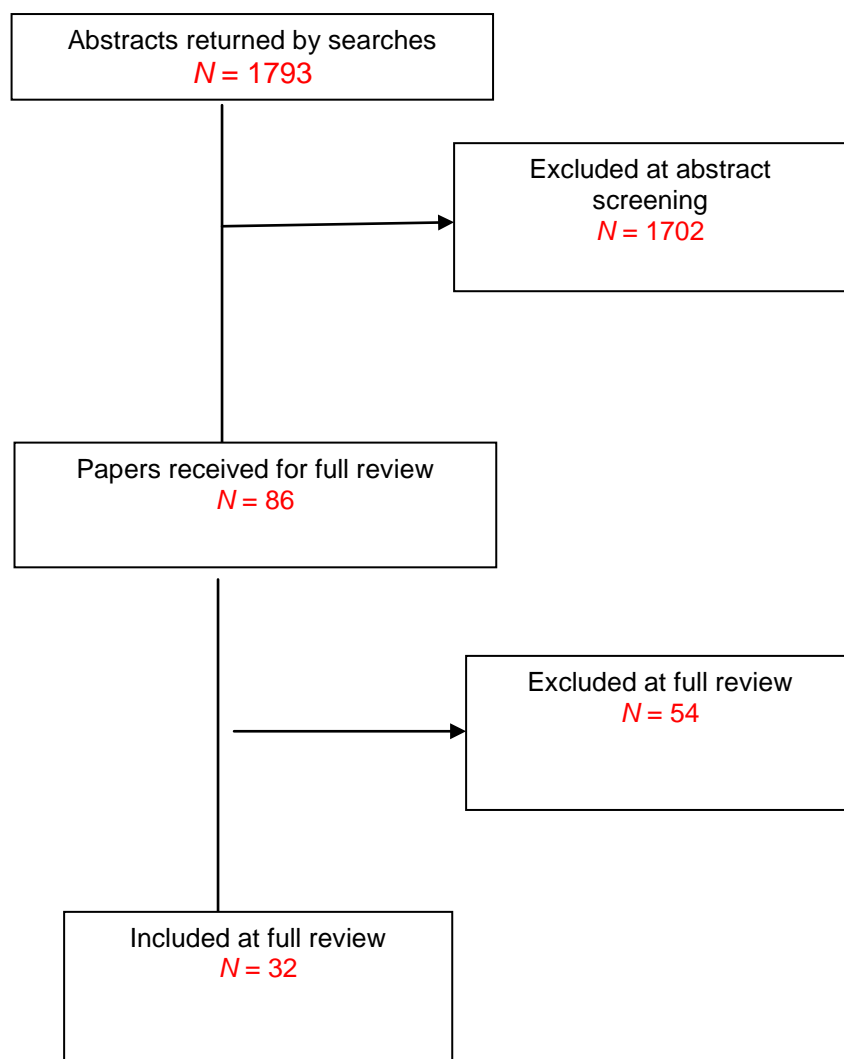 Abstracts returned by searches
N = 1793
Excluded at abstract
screening
N = 1702
Papers received for full review
N = 86
Excluded at full review
N = 54
Included at full review
N = 32